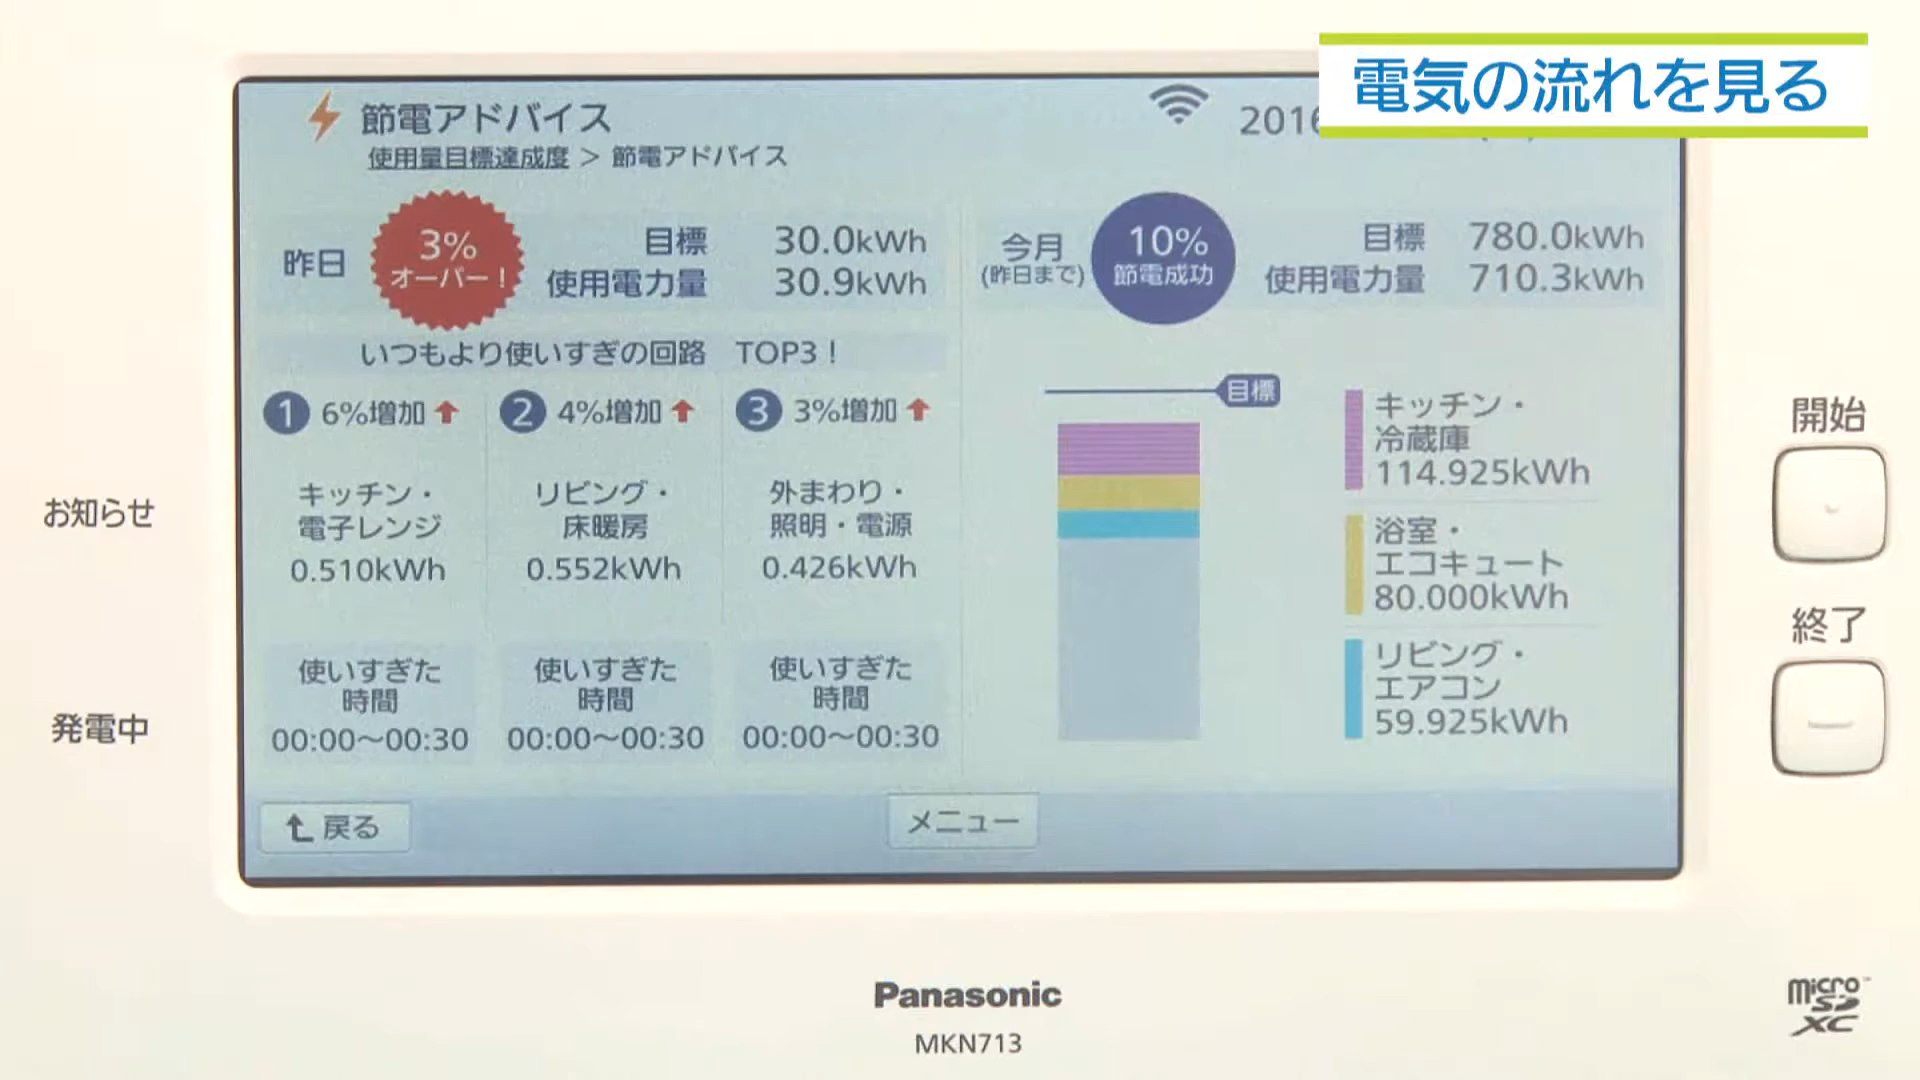 電気の流れを見る
節電アドバイス
2016
使用量目標達成度 > 節電アドバイス
昨日
3%
オーバー!
目標 30.0kWh
使用電力量 30.9kWh
今月
(昨日まで)
10%
節電成功
目標 780.0kWh
使用電力量 710.3kWh
いつもより使いすぎの回路 TOP3!
1 6%増加
キッチン・
電子レンジ
0.510kWh
使いすぎた
時間
00:00～00:30
2 4%増加
リビング・
床暖房
0.552kWh
使いすぎた
時間
00:00～00:30
3 3%増加
外まわり・
照明・電源
0.426kWh
使いすぎた
時間
00:00～00:30
目標
キッチン・
冷蔵庫
114.925kWh
浴室・
エコキュート
80.000kWh
リビング・
エアコン
59.925kWh
戻る
メニュー
お知らせ
発電中
開始
終了
Panasonic
MKN713
micro
SD
XC